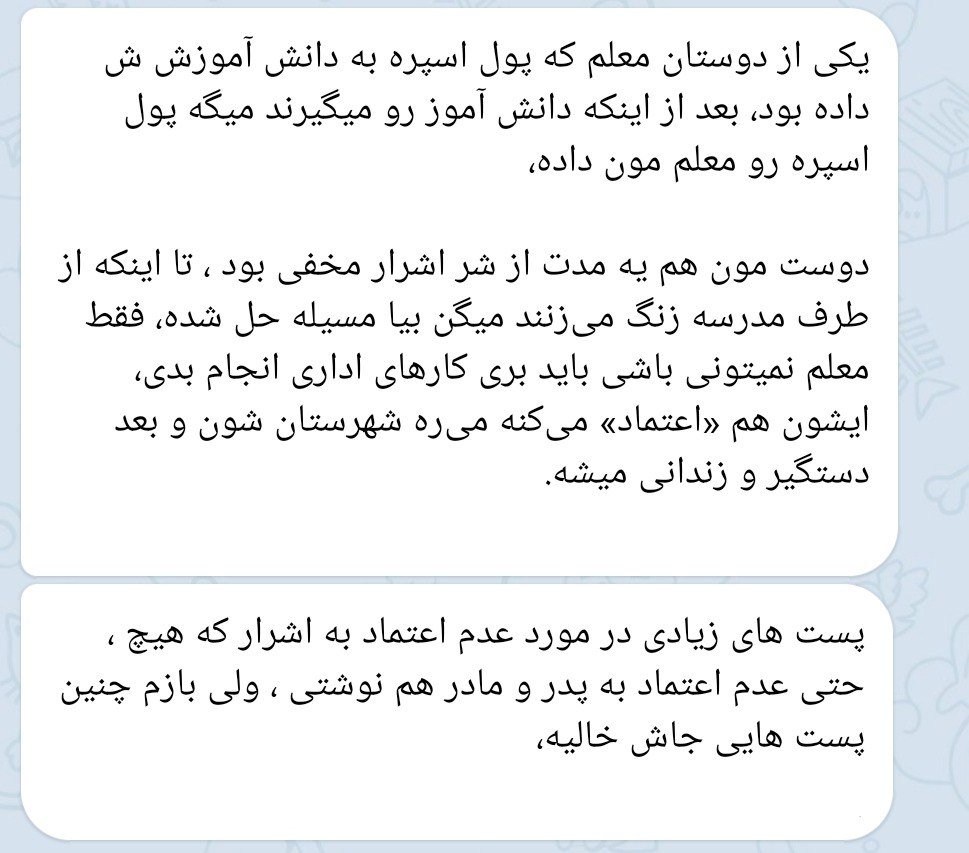 یکی از دوستان معلم که پول اسپره به دانش آموزش ش
داده بود، بعد از اینکه دانش آموز رو میگیرند میگه پول
اسپره رو معلم مون داده،
دوست مون هم یه مدت از شر اشرار مخفی بود ، تا اینکه از
طرف مدرسه زنگ می‌زنند میگن بیا مسیله حل شده، فقط
معلم نمیتونی باشی باید بری کارهای اداری انجام بدی،
ایشون هم «اعتماد» می‌کنه می‌ره شهرستان شون و بعد
دستگیر و زندانی میشه.
پست های زیادی در مورد عدم اعتماد به اشرار که هیچ ،
حتی عدم اعتماد به پدر و مادر هم نوشتی ، ولی بازم چنین
پست هایی جاش خالیه،